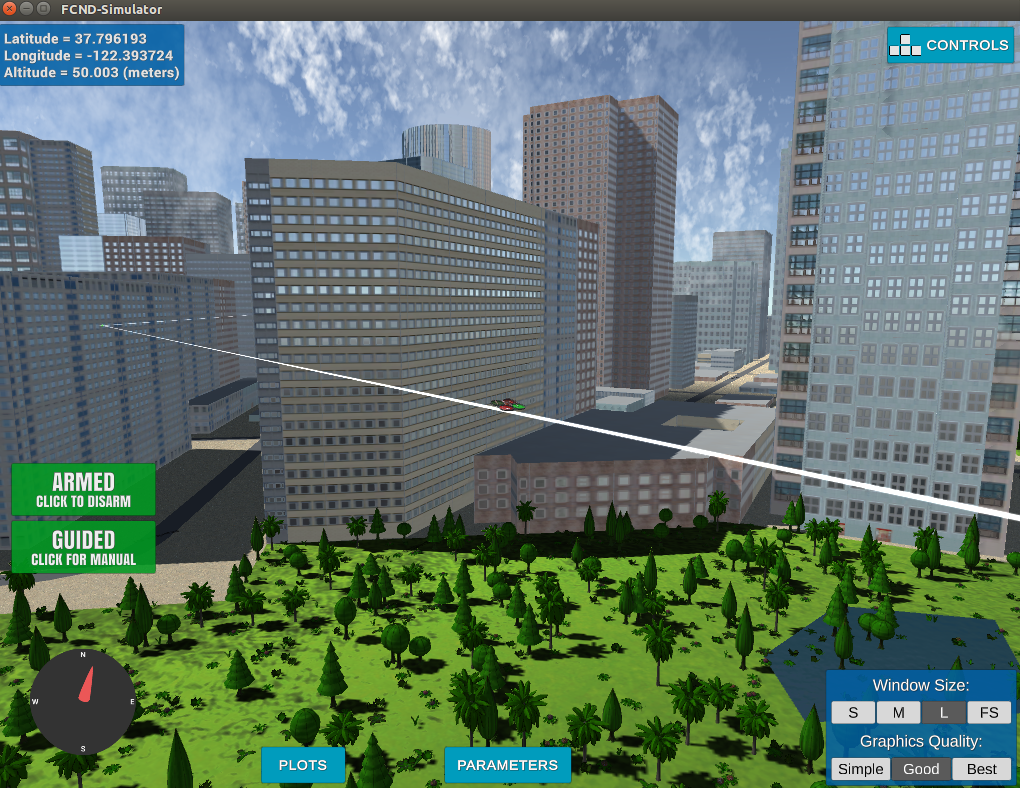 FCND-Simulator
Latitude = 37.796193
Longitude = -122.393724
Altitude = 50.003 (meters)
CONTROLS
ARMED
CLICK TO DISARM
GUIDED
CLICK FOR MANUAL
N
W E
S
PLOTS
PARAMETERS
Window Size:
S M L FS
Graphics Quality:
Simple Good Best